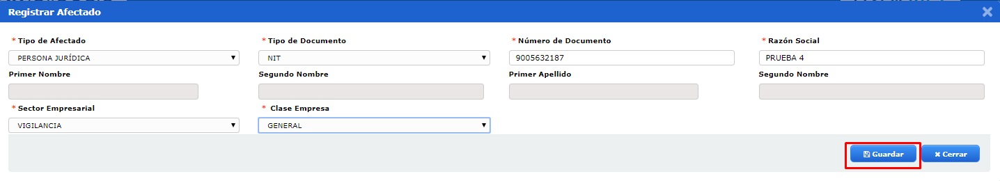 Registrar Afectado
* Tipo de Afectado * Tipo de Documento * Número de Documento * Razón Social
PERSONA JURÍDICA NIT 9005632187 PRUEBA 4
Primer Nombre Segundo Nombre Primer Apellido Segundo Nombre
* Sector Empresarial * Clase Empresa
VIGILANCIA GENERAL
Guardar Cerrar